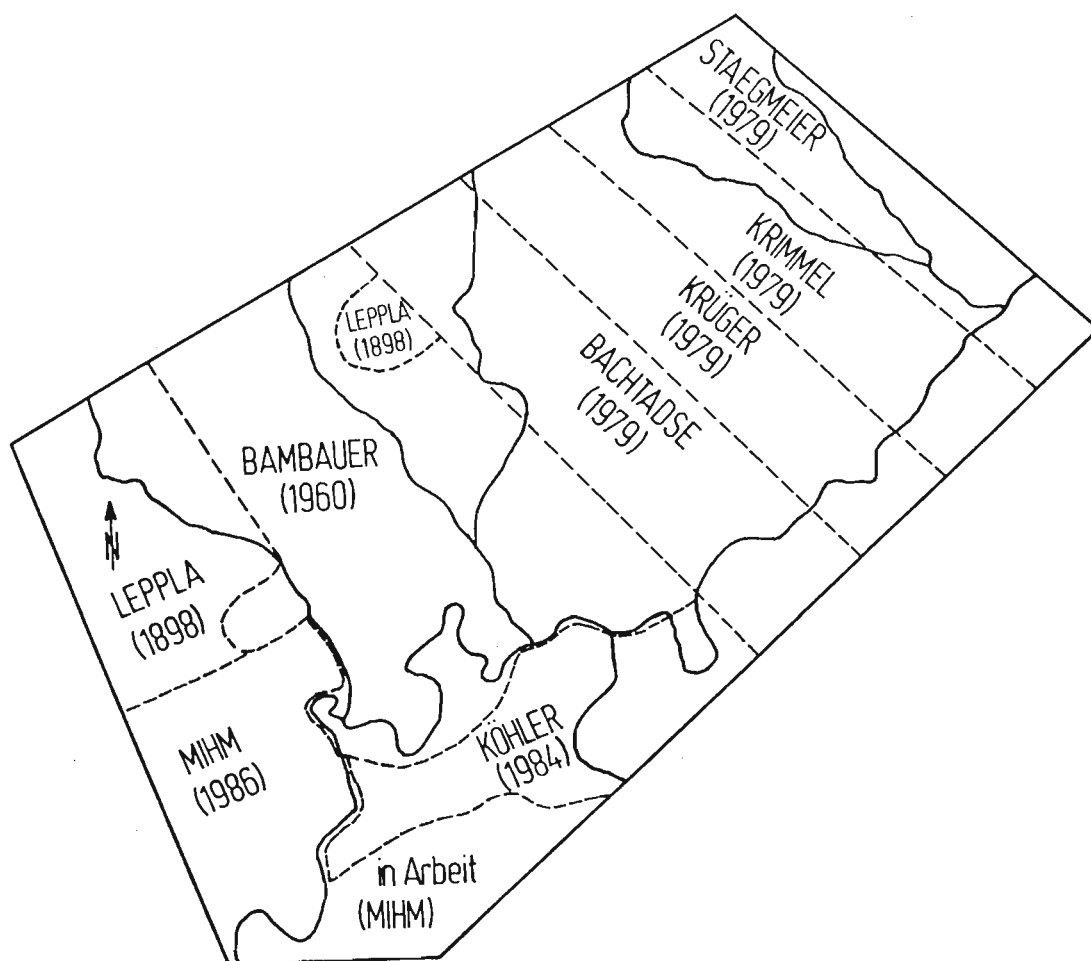 STAEGMEIER
(1979)
KRIMMEL
(1979)
KRÜGER
(1979)
BACHTADSE
(1979)
LEPPLA
(1898)
BAMBAUER
(1960)
N
LEPPLA
(1898)
MIHM
(1986)
KÖHLER
(1984)
in Arbeit
(MIHM)